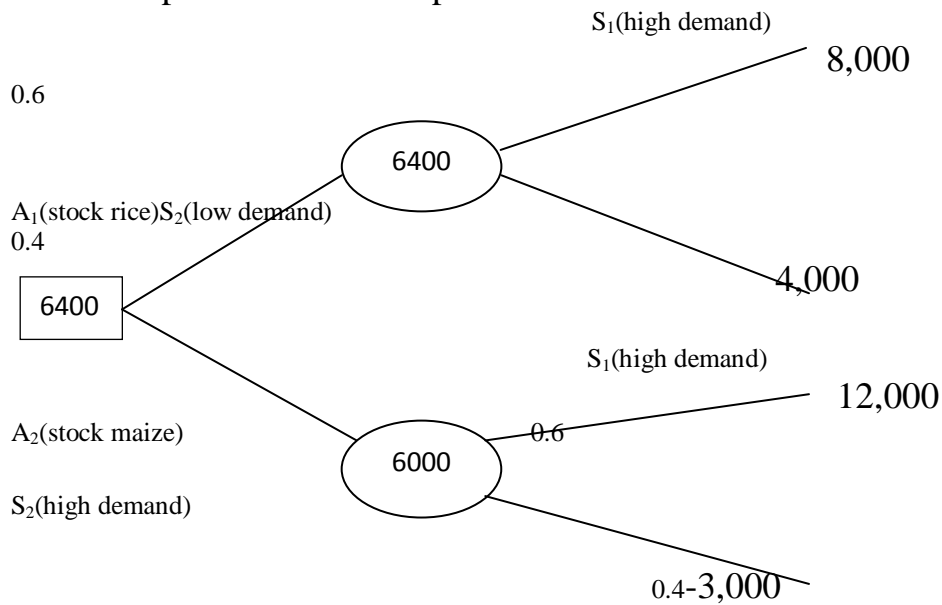 S₁(high demand)
8,000
0.6
6400
A₁(stock rice)S₂(low demand)
0.4
4,000
6400
S₁(high demand)
12,000
A₂(stock maize)
0.6
6000
S₂(high demand)
0.4-3,000